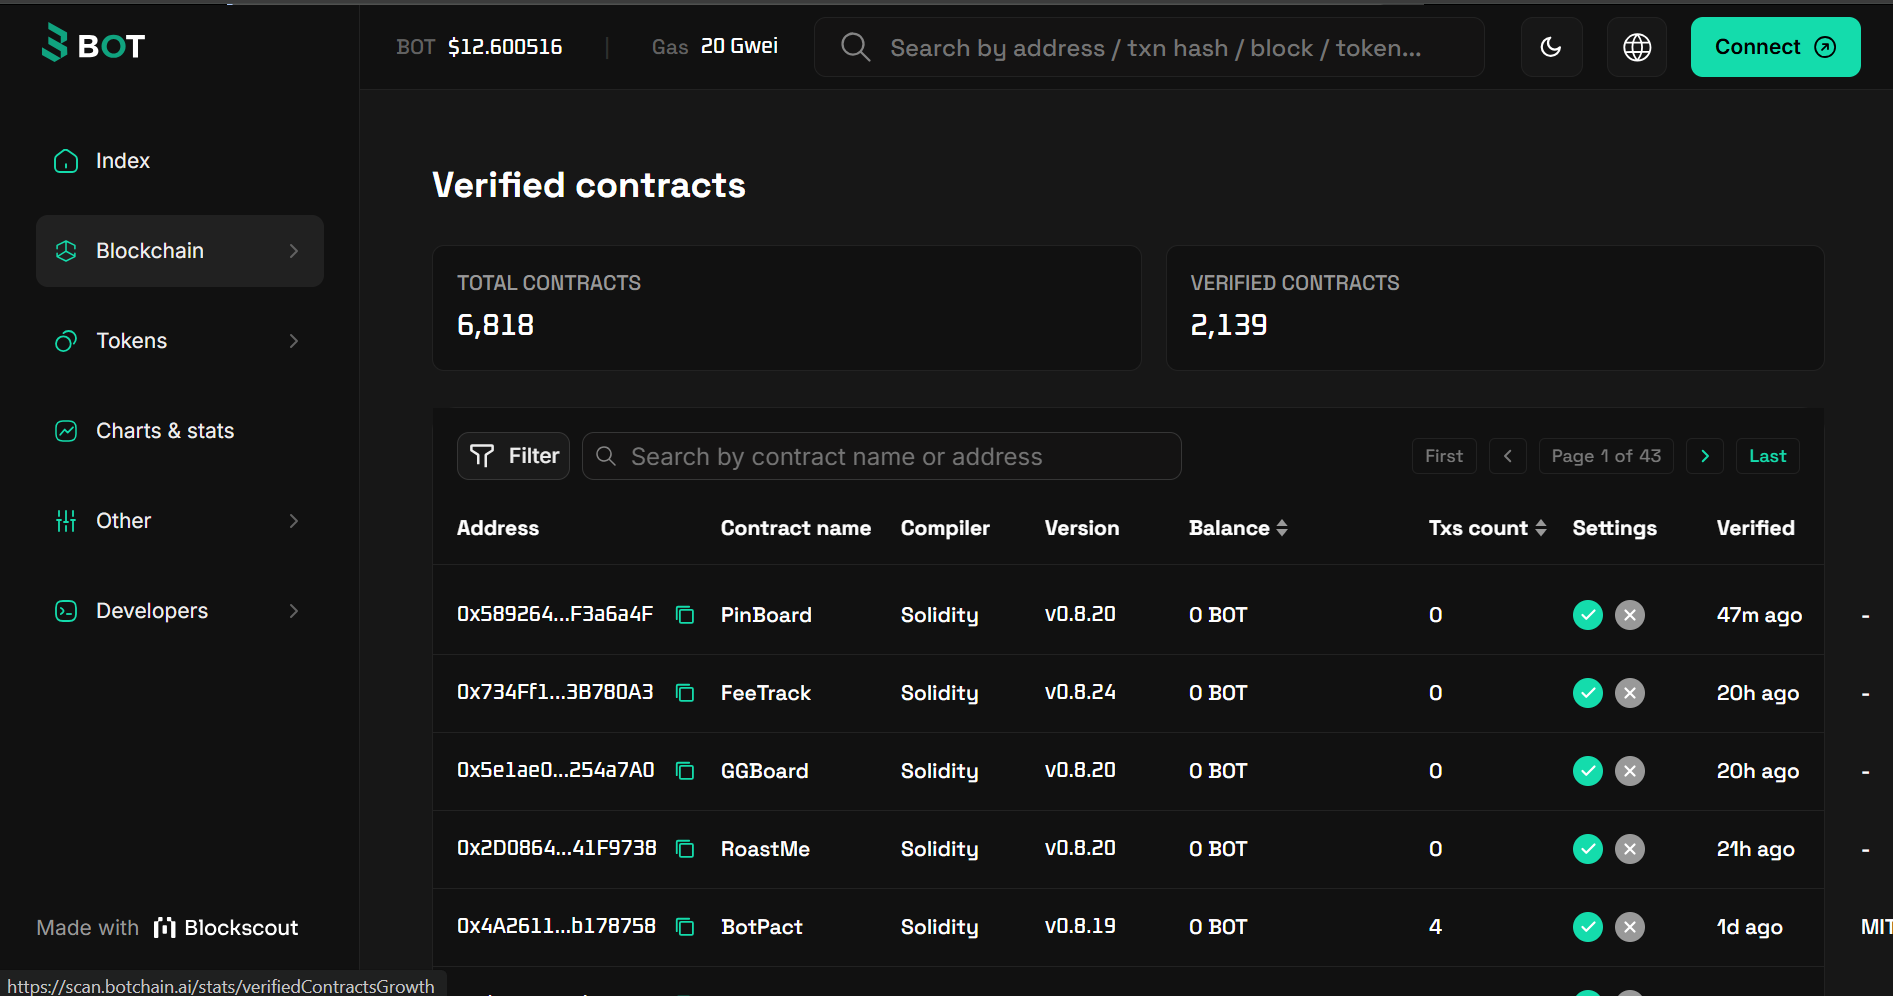 BOT
BOT $12.600516 | Gas 20 Gwei
Search by address / txn hash / block / token...
Connect
Index
Blockchain
Tokens
Charts & stats
Other
Developers
Made with Blockscout
https://scan.botchain.ai/stats/verifiedContractsGrowth
Verified contracts
TOTAL CONTRACTS
6,818
VERIFIED CONTRACTS
2,139
Filter
Search by contract name or address
First
Page 1 of 43
Last
Address Contract name Compiler Version Balance Txs count Settings Verified
0x589264...F3a6a4F PinBoard Solidity v0.8.20 0 BOT 0 47m ago -
0x734Ff1...3B780A3 FeeTrack Solidity v0.8.24 0 BOT 0 20h ago -
0x5e1ae0...254a7A0 GGBoard Solidity v0.8.20 0 BOT 0 20h ago -
0x2D0864...41F9738 RoastMe Solidity v0.8.20 0 BOT 0 21h ago -
0x4A2611...b178758 BotPact Solidity v0.8.19 0 BOT 4 1d ago MIT